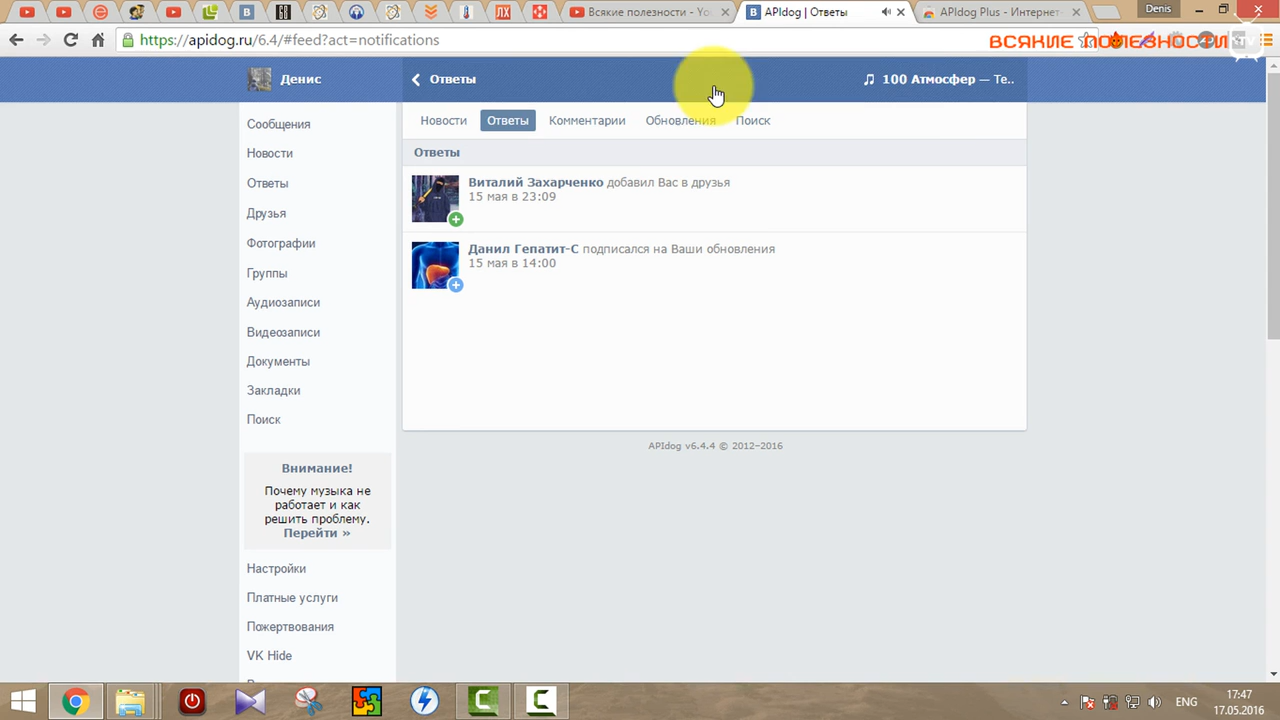 Всякие полезности - Yo
APIdog | Ответы
APIdog Plus - Интернет
Denis
https://apidog.ru/6.4/#feed?act=notifications
ВСЯКИЕ ПОЛЕЗНОСТИ
TV
Денис
Ответы
100 Атмосфер — Те..
Сообщения
Новости
Ответы
Друзья
Фотографии
Группы
Аудиозаписи
Видеозаписи
Документы
Закладки
Поиск
Внимание!
Почему музыка не
работает и как
решить проблему.
Перейти »
Настройки
Платные услуги
Пожертвования
VK Hide
Новости Ответы Комментарии Обновления Поиск
Ответы
Виталий Захарченко добавил Вас в друзья
15 мая в 23:09
Данил Гепатит-С подписался на Ваши обновления
15 мая в 14:00
APIdog v6.4.4 © 2012–2016
ENG
17:47
17.05.2016